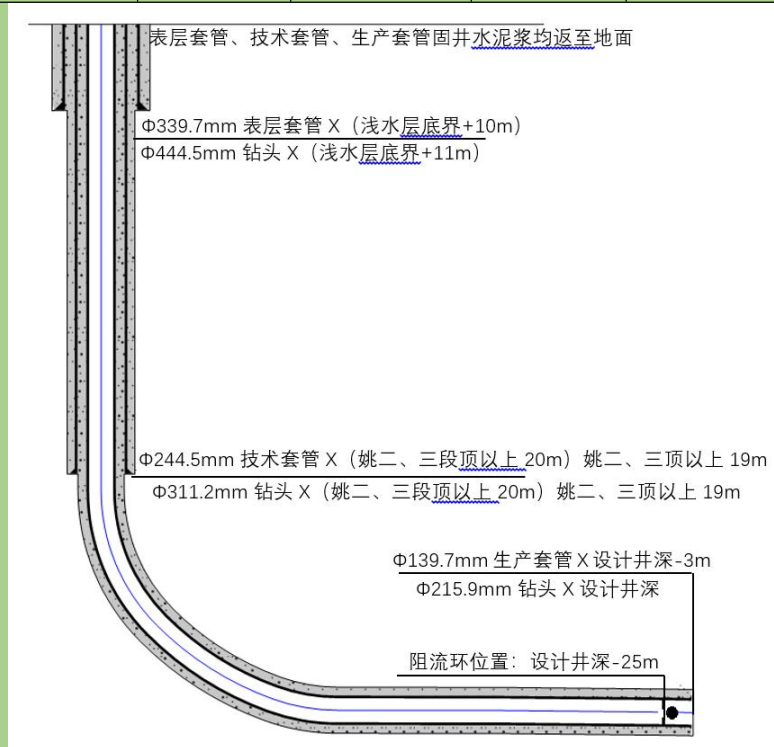 表层套管、技术套管、生产套管固井水泥浆均返至地面
Φ339.7mm 表层套管 X（浅水层底界+10m）
Φ444.5mm 钻头 X（浅水层底界+11m）
Φ244.5mm 技术套管 X（姚二、三段顶以上 20m）姚二、三顶以上 19m
Φ311.2mm 钻头 X（姚二、三段顶以上 20m）姚二、三顶以上 19m
Φ139.7mm 生产套管 X 设计井深-3m
Φ215.9mm 钻头 X 设计井深
阻流环位置：设计井深-25m